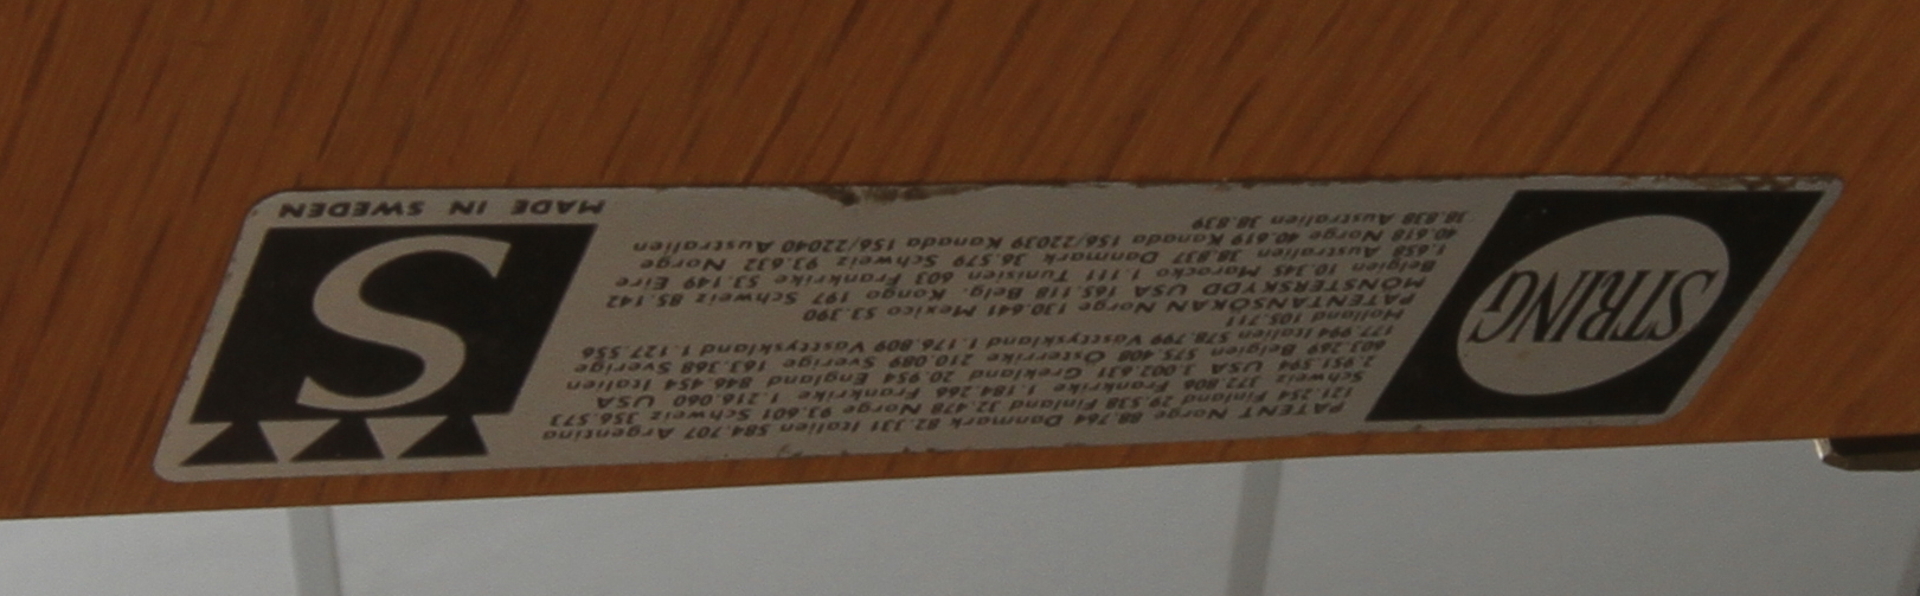 STRING
PATENT Norge 88.764 Danmark 82.331 Italien 584.707 Argentina
121.254 Finland 29.538 Finland 32.478 Norge 93.601 Schweiz 356.573
Schweiz 372.806 Frankrike 1.184.266 Frankrike 1.216.060 USA
2.951.594 USA 3.002.631 Grekland 20.954 England 846.454 Italien
603.269 Belgien 575.408 Österrike 210.089 Sverige 163.368 Sverige
177.994 Italien 578.799 Västtyskland 1.176.809 Västtyskland 1.127.556
Holland 105.711
PATENTANSÖKAN Norge 130.641 Mexico 53.390
MÖNSTERSKYDD USA 165.118 Belg. Kongo 197 Schweiz 85.142
Belgien 10.345 Marocko 1.111 Tunisien 603 Frankrike 53.149 Eire
1.658 Australien 38.837 Danmark 36.579 Schweiz 93.632 Norge
40.618 Norge 40.619 Kanada 156/22039 Kanada 156/22040 Australien
38.838 Australien 38.839
S
MADE IN SWEDEN